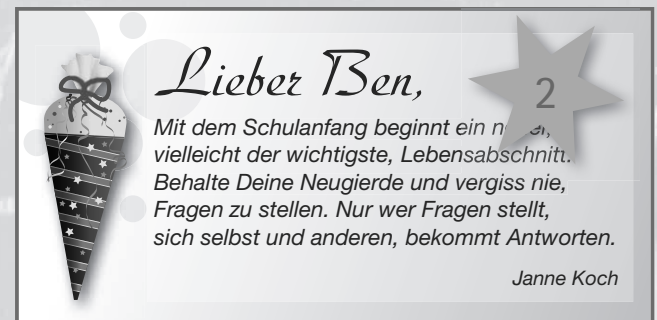 Lieber Ben,
2
Mit dem Schulanfang beginnt ein
vielleicht der wichtigste, Lebensabschnitt.
Behalte Deine Neugierde und vergiss nie,
Fragen zu stellen. Nur wer Fragen stellt,
sich selbst und anderen, bekommt Antworten.
Janne Koch